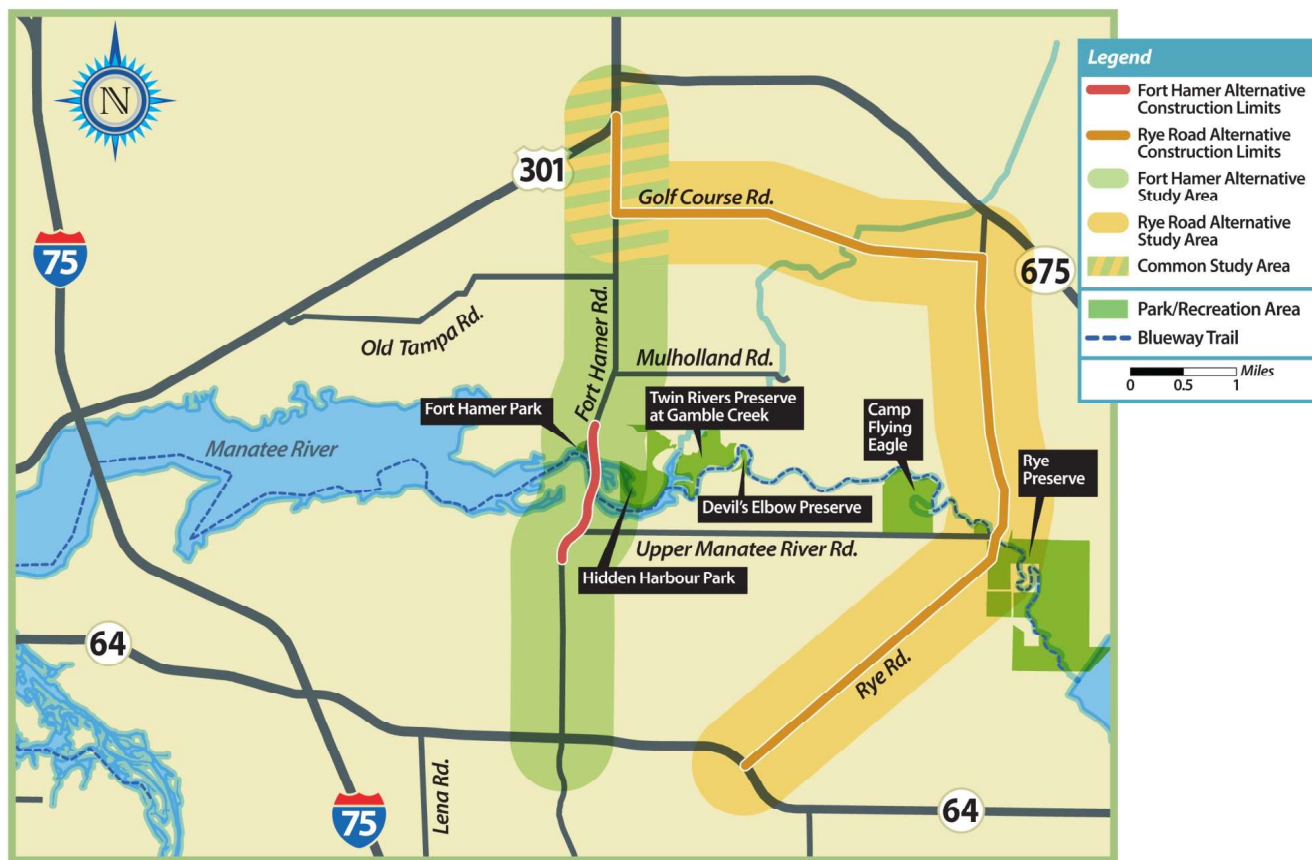 N
Legend
Fort Hamer Alternative
Construction Limits
Rye Road Alternative
Construction Limits
Fort Hamer Alternative
Study Area
Rye Road Alternative
Study Area
Common Study Area
Park/Recreation Area
Blueway Trail
Miles
0 0.5 1
301
Golf Course Rd.
75
675
Fort Hamer Rd.
Old Tampa Rd.
Mulholland Rd.
Fort Hamer Park
Twin Rivers Preserve
at Gamble Creek
Camp
Flying
Eagle
Manatee River
Rye
Preserve
Devil's Elbow Preserve
Upper Manatee River Rd.
Hidden Harbour Park
64
Rye Rd.
Lena Rd.
75
64